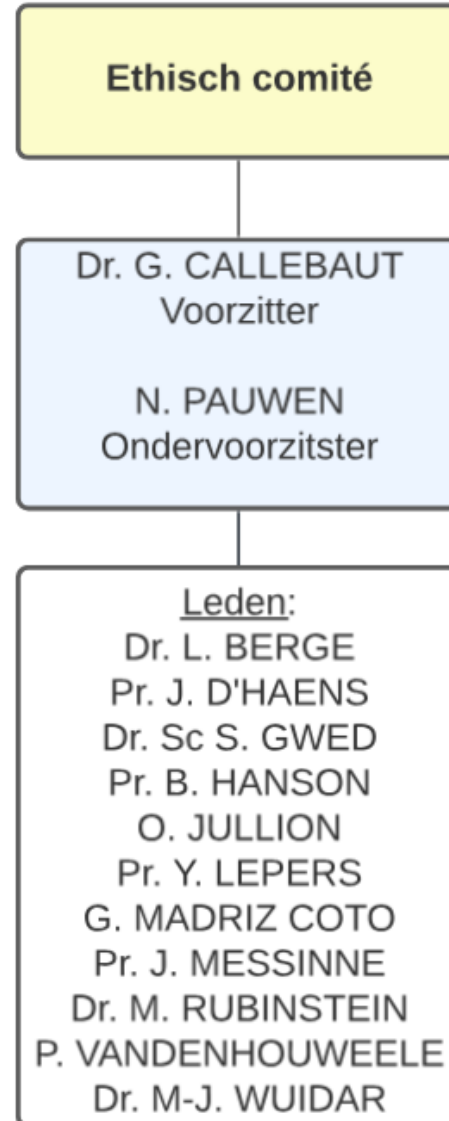 Ethisch comité
Dr. G. CALLEBAUT
Voorzitter
N. PAUWEN
Ondervoorzitster
Leden:
Dr. L. BERGE
Pr. J. D'HAENS
Dr. Sc S. GWED
Pr. B. HANSON
O. JULLION
Pr. Y. LEPERS
G. MADRIZ COTO
Pr. J. MESSINNE
Dr. M. RUBINSTEIN
P. VANDENHOUWEELE
Dr. M-J. WUIDAR